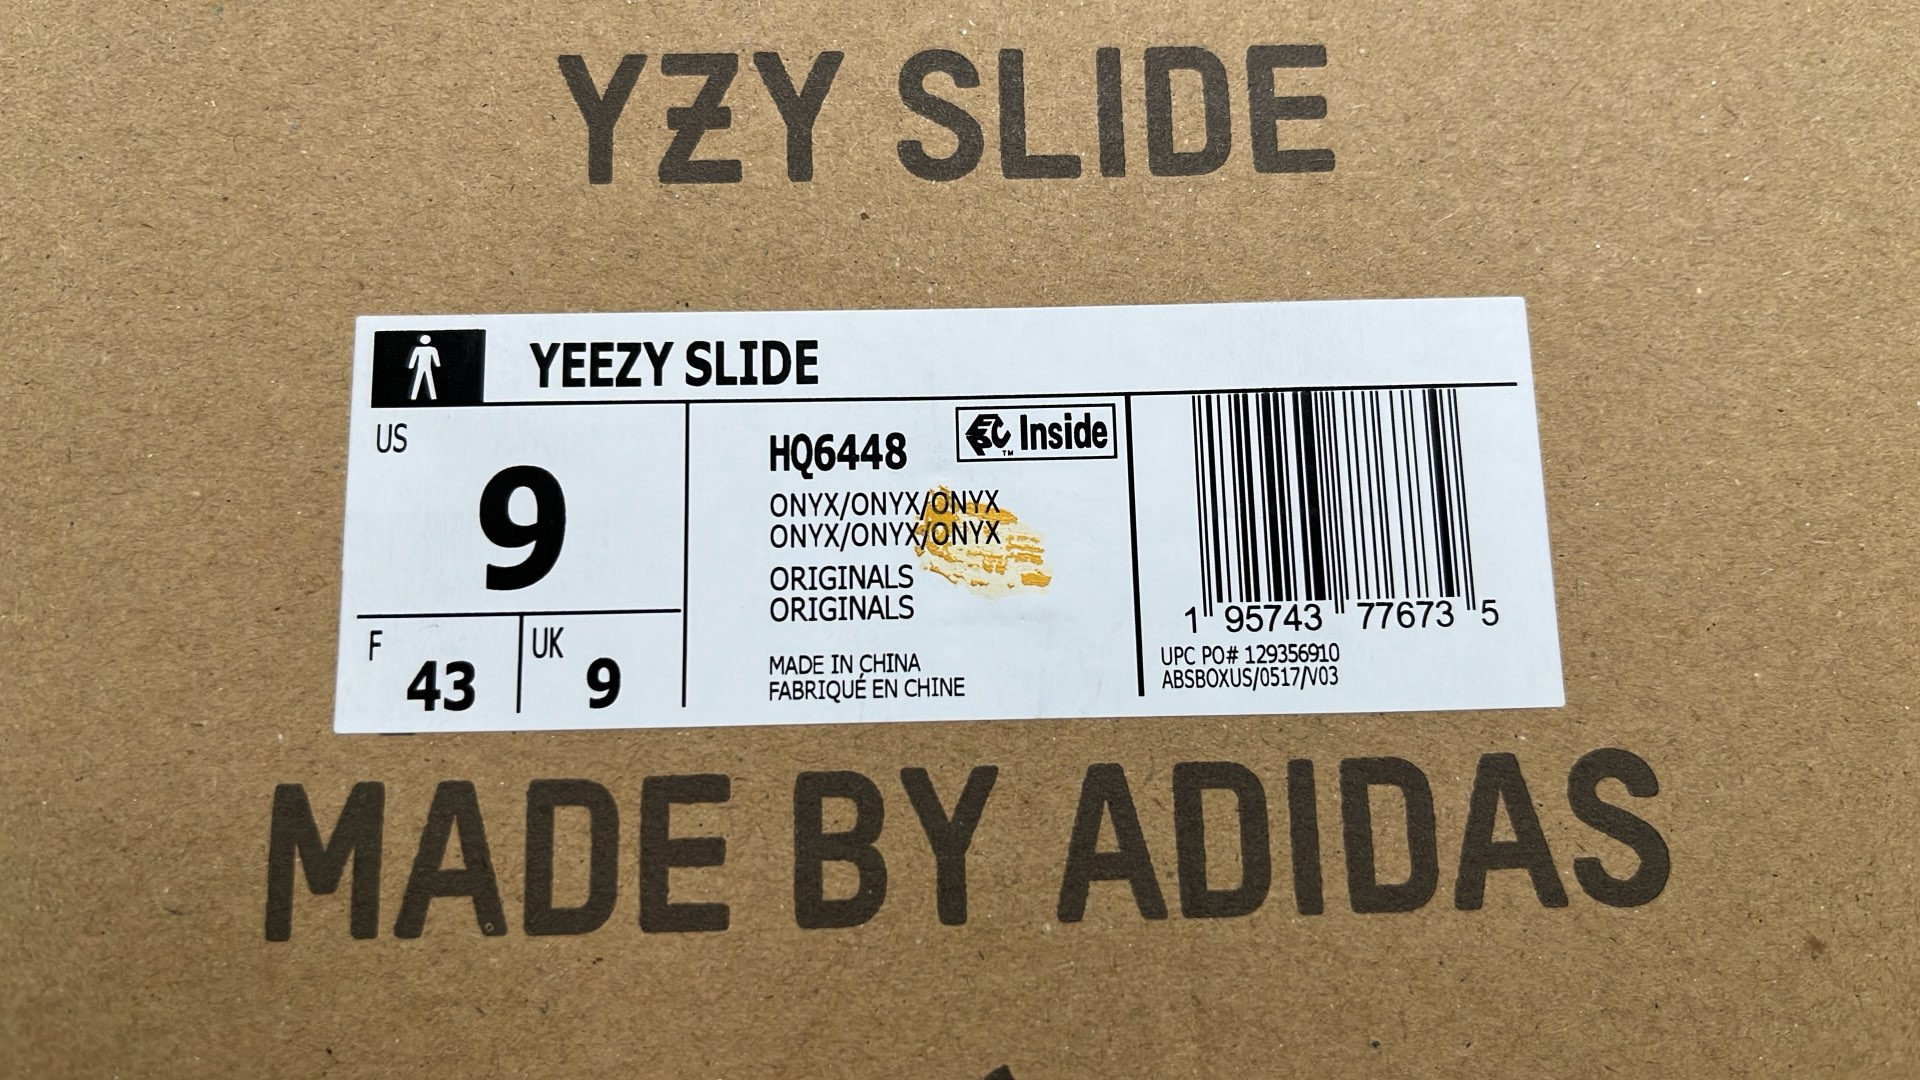 YZY SLIDE
YEEZY SLIDE
US
9
F
43
UK
9
HQ6448
Inside
TM
ONYX/ONYX/ONYX
ONYX/ONYX/ONYX
ORIGINALS
ORIGINALS
MADE IN CHINA
FABRIQUÉ EN CHINE
1 95743 77673 5
UPC PO# 129356910
ABSBOXUS/0517/V03
MADE BY ADIDAS